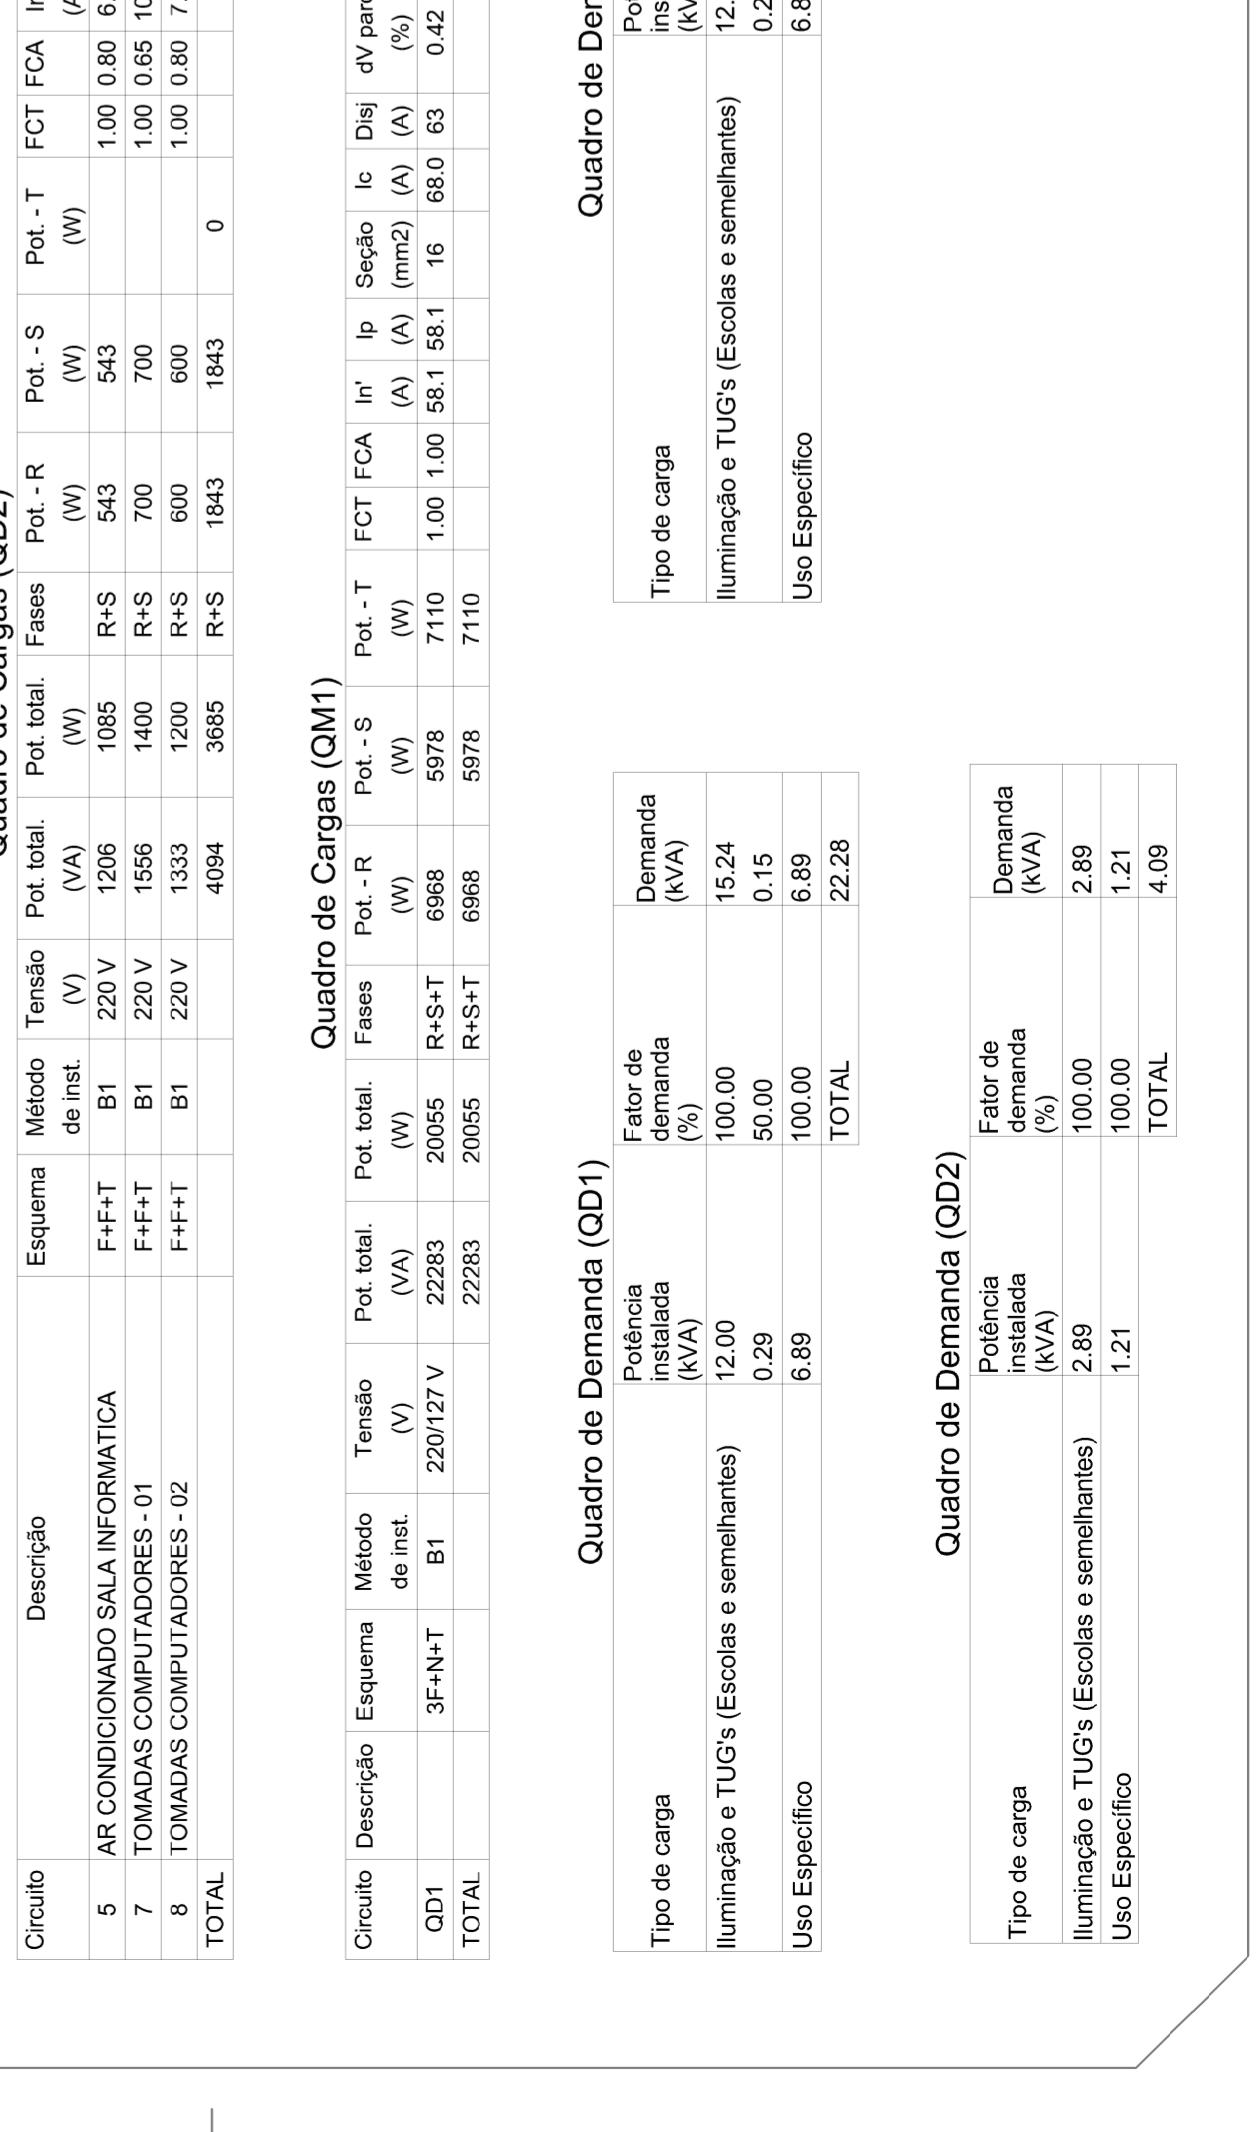 Quadro de Cargas (QD2)
Circuito Descrição Esquema Método de inst. Tensão (V) Pot. total. (VA) Pot. total. (W) Fases Pot. - R (W) Pot. - S (W) Pot. - T (W) FCT FCA
5 AR CONDICIONADO SALA INFORMATICA F+F+T B1 220 V 1206 1085 R+S 543 543 1.00 0.80
7 TOMADAS COMPUTADORES - 01 F+F+T B1 220 V 1556 1400 R+S 700 700 1.00 0.65
8 TOMADAS COMPUTADORES - 02 F+F+T B1 220 V 1333 1200 R+S 600 600 1.00 0.80
TOTAL 4094 3685 R+S 1843 1843 0
Quadro de Cargas (QM1)
Circuito Descrição Esquema Método de inst. Tensão (V) Pot. total. (VA) Pot. total. (W) Fases Pot. - R (W) Pot. - S (W) Pot. - T (W) FCT FCA In' (A) Ip (A) Seção (mm2) Ic (A) Disj (A) dV parc (%)
QD1 3F+N+T B1 220/127 V 22283 20055 R+S+T 6968 5978 7110 1.00 1.00 58.1 58.1 16 68.0 63 0.42
TOTAL 22283 20055 R+S+T 6968 5978 7110
Quadro de Demanda (QD1)
Tipo de carga Potência instalada (kVA) Fator de demanda (%) Demanda (kVA)
Iluminação e TUG's (Escolas e semelhantes) 12.00 100.00 15.24
0.29 50.00 0.15
Uso Específico 6.89 100.00 6.89
TOTAL 22.28
Quadro de Der
Tipo de carga
Iluminação e TUG's (Escolas e semelhantes) 12.
Uso Específico
Quadro de Demanda (QD2)
Tipo de carga Potência instalada (kVA) Fator de demanda (%) Demanda (kVA)
Iluminação e TUG's (Escolas e semelhantes) 2.89 100.00 2.89
Uso Específico 1.21 100.00 1.21
TOTAL 4.09